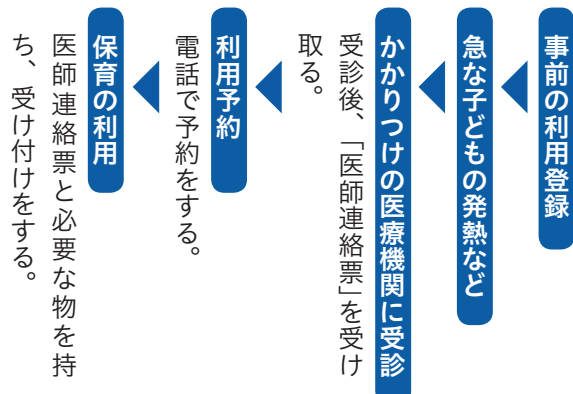 事前の利用登録
急な子どもの発熱など
かかりつけの医療機関に受診
受診後、「医師連絡票」を受け
取る。
利用予約
電話で予約をする。
保育の利用
医師連絡票と必要な物を持
ち、受け付けをする。